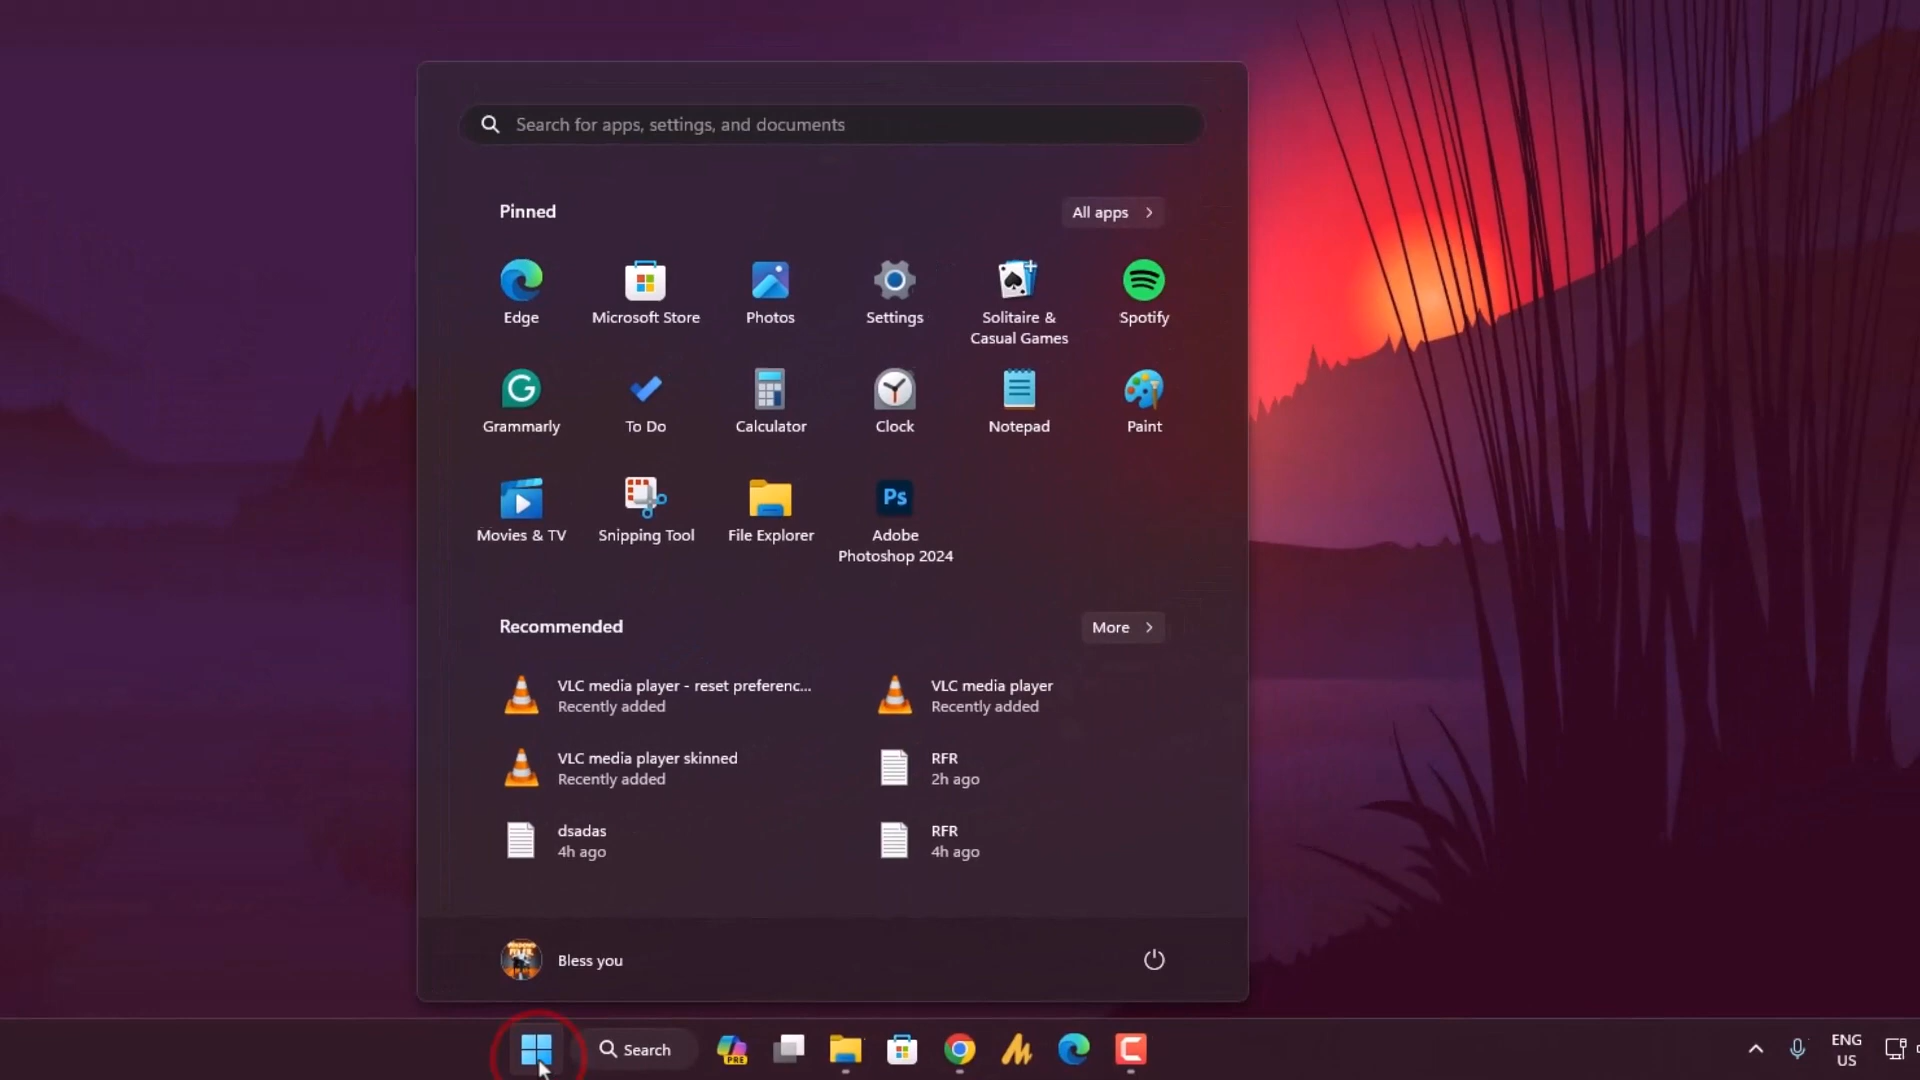 Search for apps, settings, and documents
Pinned
All apps
Edge
Microsoft Store
Photos
Settings
Solitaire &
Casual Games
Spotify
Grammarly
To Do
Calculator
Clock
Notepad
Paint
Movies & TV
Snipping Tool
File Explorer
Ps
Adobe
Photoshop 2024
Recommended
More
VLC media player - reset preferenc...
Recently added
VLC media player
Recently added
VLC media player skinned
Recently added
RFR
2h ago
dsadas
4h ago
RFR
4h ago
Bless you
Search
PRE
ENG
US